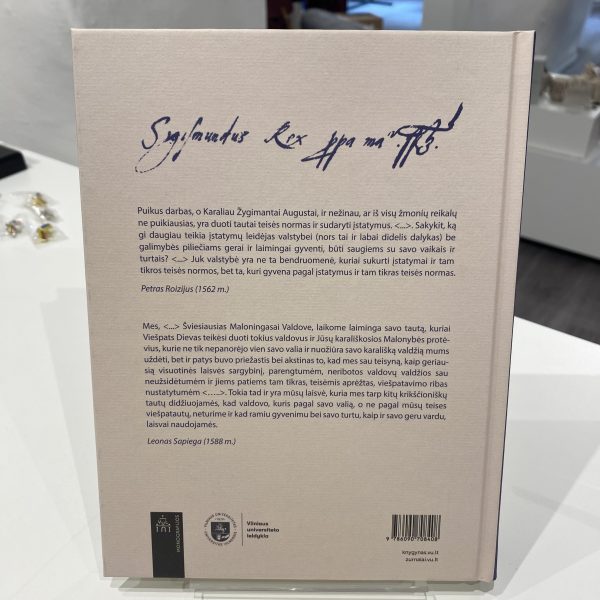 Sigismundus Rex
Puikus darbas, o Karaliau Žygimantai Augustai, ir nežinau, ar iš visų žmonių reikalų
ne puikiausias, yra duoti tautai teisės normas ir sudaryti įstatymus. <...>. Sakykit, ką
gi daugiau teikia įstatymų leidėjas valstybei (nors tai ir labai didelis dalykas) be
galimybės piliečiams gerai ir laimingai gyventi, būti saugiems su savo vaikais ir
turtais? <...> Juk valstybė yra ne ta bendruomenė, kuriai sukurti įstatymai ir tam
tikros teisės normos, bet ta, kuri gyvena pagal įstatymus ir tam tikras teisės normas.
Petras Roizijus (1562 m.)
Mes, <...> Šviesiausias Maloningasai Valdove, laikome laiminga savo tautą, kuriai
Viešpats Dievas teikėsi duoti tokius valdovus ir Jūsų karališkosios Malonybės protė-
vius, kurie ne tik nepanorėjo vien savo valia ir nuožiūra savo karališką valdžią mums
uždėti, bet ir patys buvo priežastis bei akstinas to, kad mes sau teisyną, kaip geriau-
sią visuotinės laisvės sargybinį, parengtumėm, neribotos valdovų valdžios sau
neužsidėtumėm ir jiems patiems tam tikras, teisėmis aprėžtas, viešpatavimo ribas
nustatytumėm <.....>. Tokia tad ir yra mūsų laisvė, kuria mes tarp kitų krikščioniškų
tautų didžiuojamės, kad valdovo, kuris pagal savo valią, o ne pagal mūsų teises
viešpatautų, neturime ir kad ramiu gyvenimu bei savo turtu, kaip ir savo geru vardu,
laisvai naudojamės.
Leonas Sapiega (1588 m.)
MONOGRAFIJOS
Vilniaus
universiteto
leidykla
9 786090 708408
knygynas.vu.lt
zurnalai.vu.lt